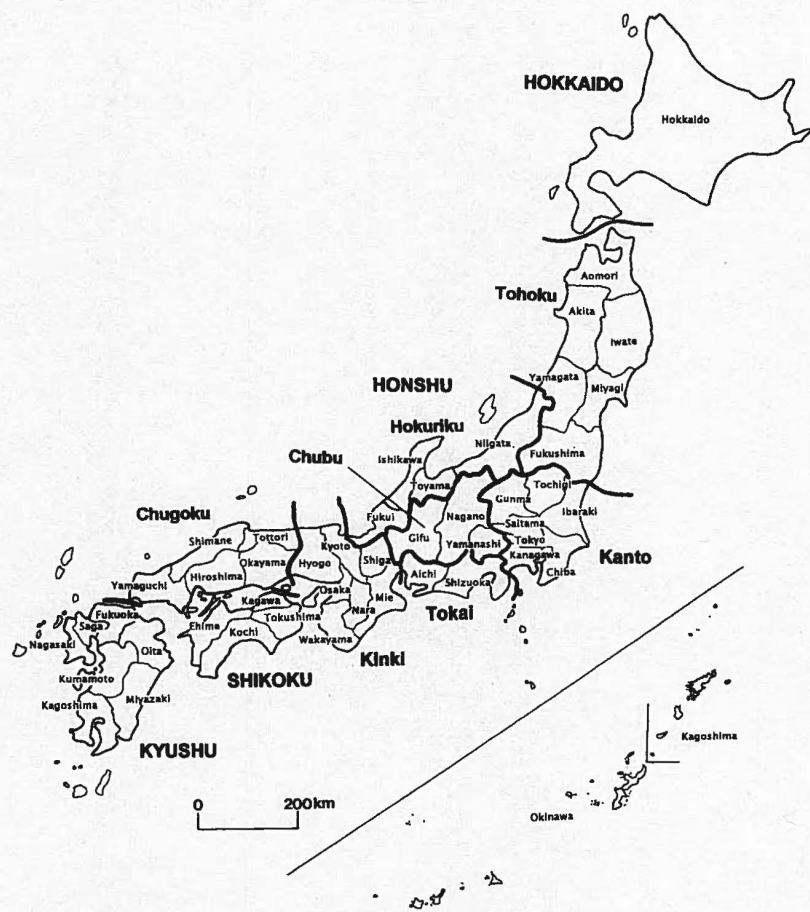 HOKKAIDO
Hokkaido
Aomori
Tohoku
Akita
Iwate
Yamagata
Miyagi
HONSHU
Hokuriku
Niigata
Fukushima
Ishikawa
Chubu
Toyama
Tochigi
Gunma
Ibaraki
Fukui
Nagano
Chugoku
Saitama
Gifu
Tokyo
Shimane
Tottori
Kyoto
Yamanashi
Kanagawa
Kanto
Okayama
Hyogo
Shiga
Chiba
Hiroshima
Aichi
Shizuoka
Yamaguchi
Osaka
Mie
Kagawa
Tokai
Fukuoka
Nara
Saga
Ehima
Tokushima
Kochi
Wakayama
Nagasaki
Oita
Kinki
Kumamoto
SHIKOKU
Kagoshima
Miyazaki
KYUSHU
Kagoshima
0 200km
Okinawa